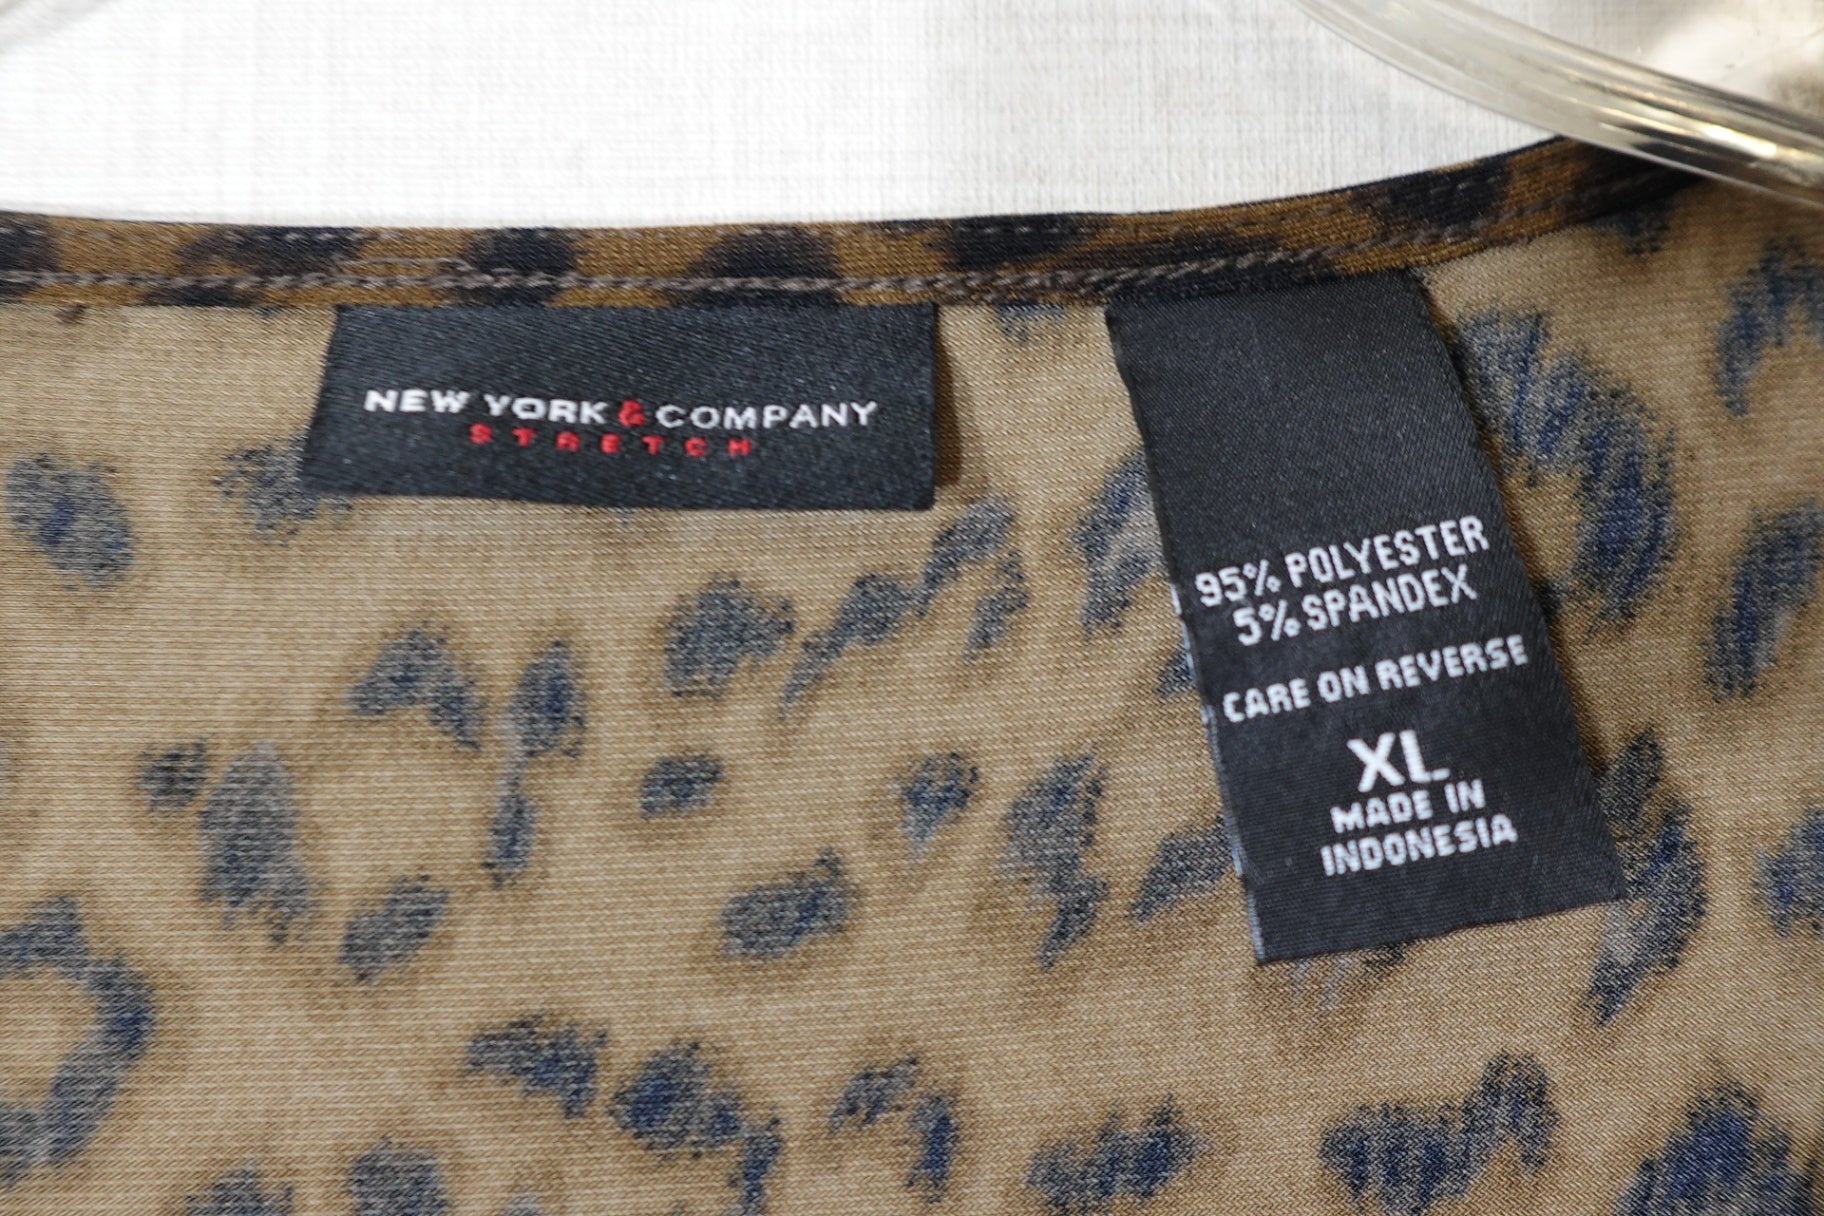 NEW YORK & COMPANY
STRETCH
95% POLYESTER
5% SPANDEX
CARE ON REVERSE
XL
MADE IN
INDONESIA